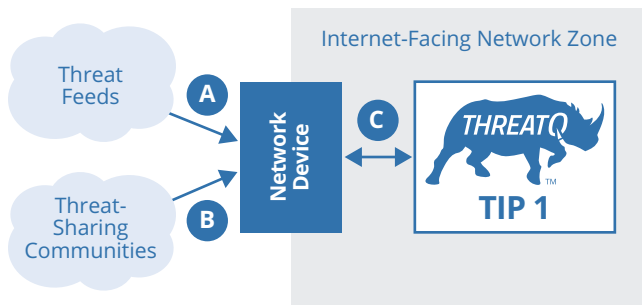 Internet-Facing Network Zone
Threat
Feeds
A
Network
Device
C
THREATQ
TM
TIP 1
B
Threat-
Sharing
Communities